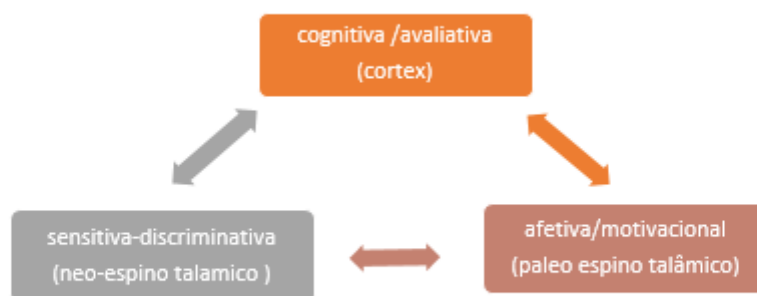 cognitiva /avaliativa
(cortex)
sensitiva-discriminativa
(neo-espino talamico )
afetiva/motivacional
(paleo espino talâmico)